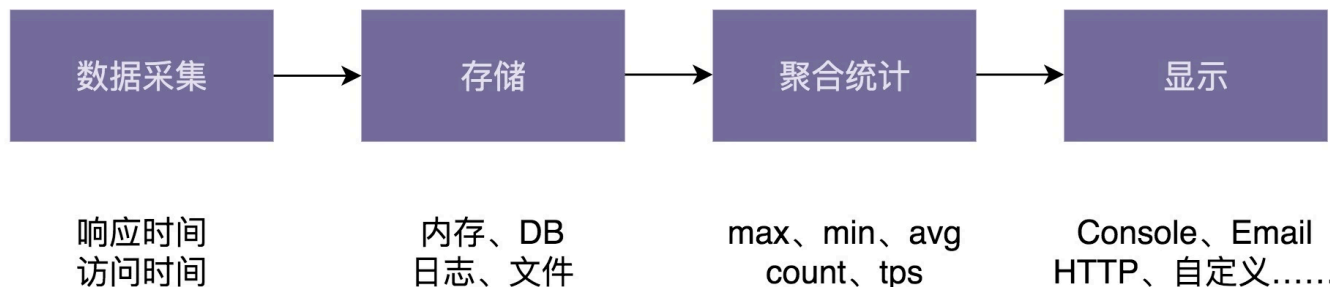 数据采集
存储
聚合统计
显示
响应时间
访问时间
内存、DB
日志、文件
max、min、avg
count、tps
Console、Email
HTTP、自定义……